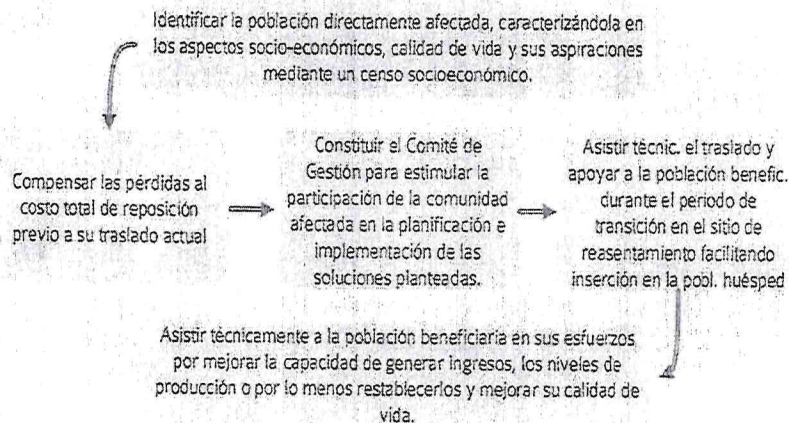 Identificar la población directamente afectada, caracterizándola en
los aspectos socio-económicos, calidad de vida y sus aspiraciones
mediante un censo socioeconómico.
Compensar las pérdidas al
costo total de reposición
previo a su traslado actual
Constituir el Comité de
Gestión para estimular la
participación de la comunidad
afectada en la planificación e
implementación de las
soluciones planteadas.
Asistir técnic. el traslado y
apoyar a la población benefic.
durante el periodo de
transición en el sitio de
reasentamiento facilitando
inserción en la pobl. huésped
Asistir técnicamente a la población beneficiaria en sus esfuerzos
por mejorar la capacidad de generar ingresos, los niveles de
producción o por lo menos restablecerlos y mejorar su calidad de
vida.